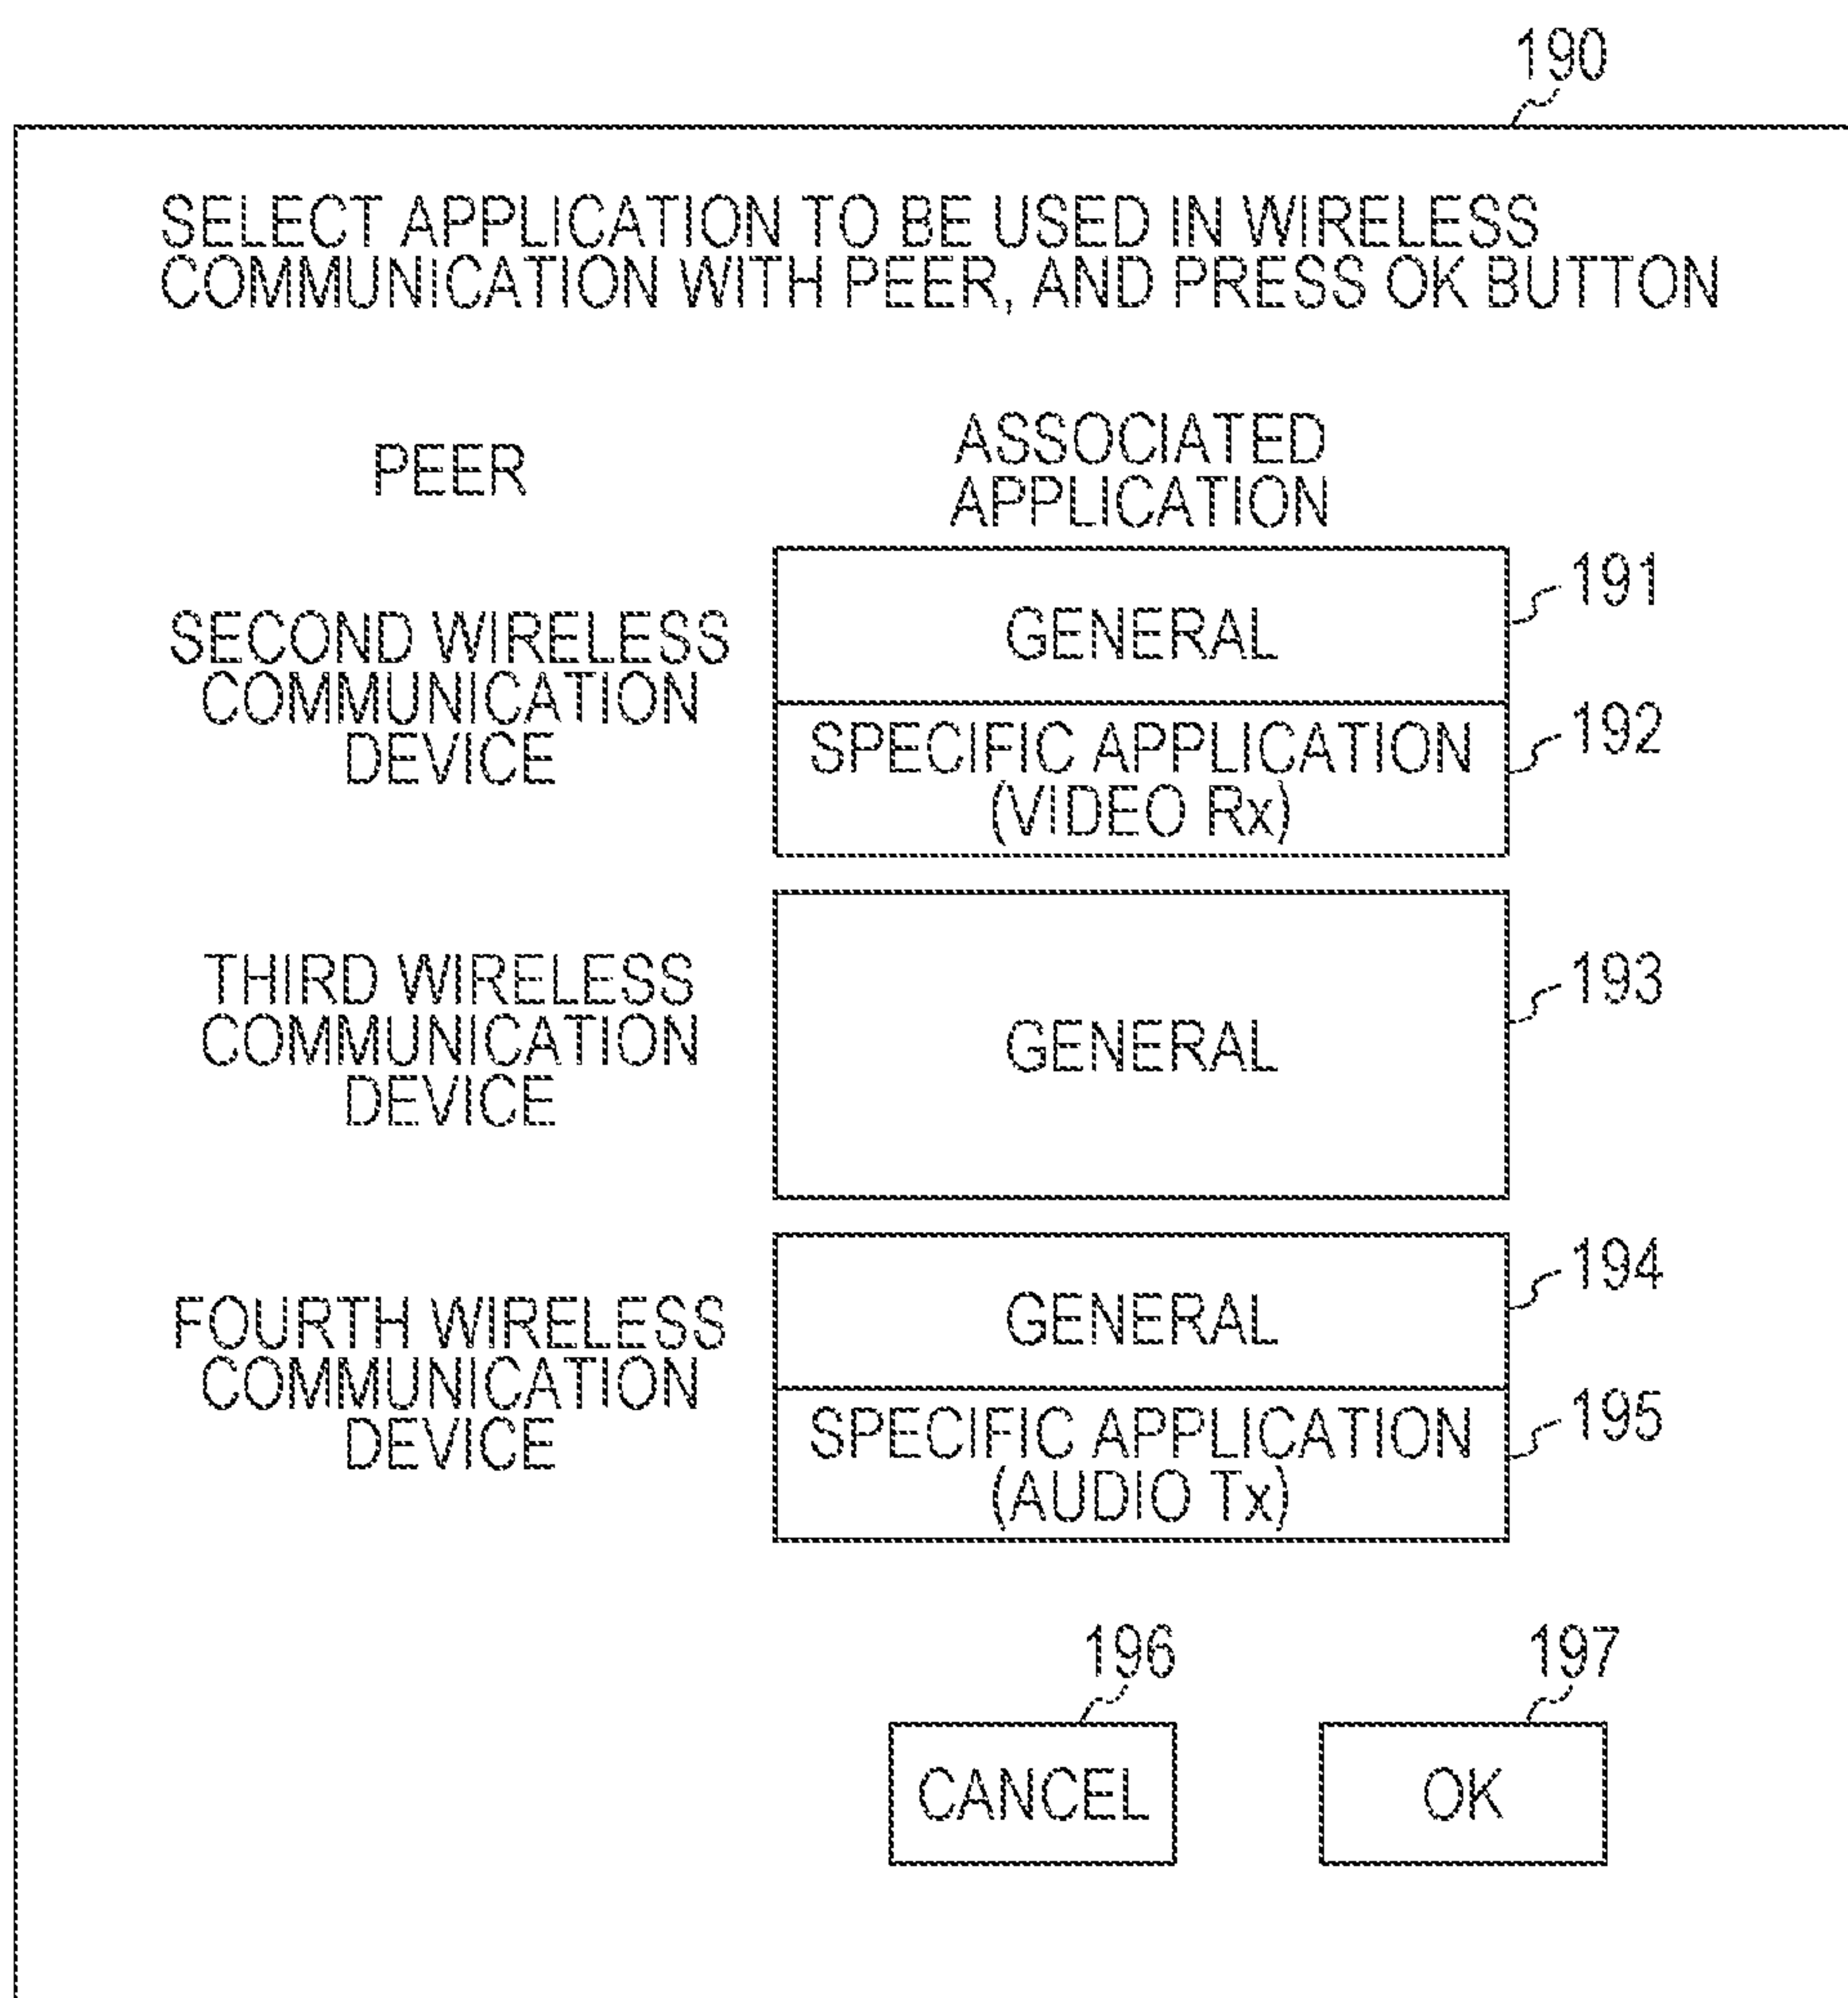 190
SELECT APPLICATION TO BE USED IN WIRELESS
COMMUNICATION WITH PEER, AND PRESS OK BUTTON
PEER
ASSOCIATED
APPLICATION
SECOND WIRELESS
COMMUNICATION
DEVICE
GENERAL
191
SPECIFIC APPLICATION
(VIDEO Rx)
192
THIRD WIRELESS
COMMUNICATION
DEVICE
GENERAL
193
FOURTH WIRELESS
COMMUNICATION
DEVICE
GENERAL
194
SPECIFIC APPLICATION
(AUDIO Tx)
195
196
CANCEL
197
OK